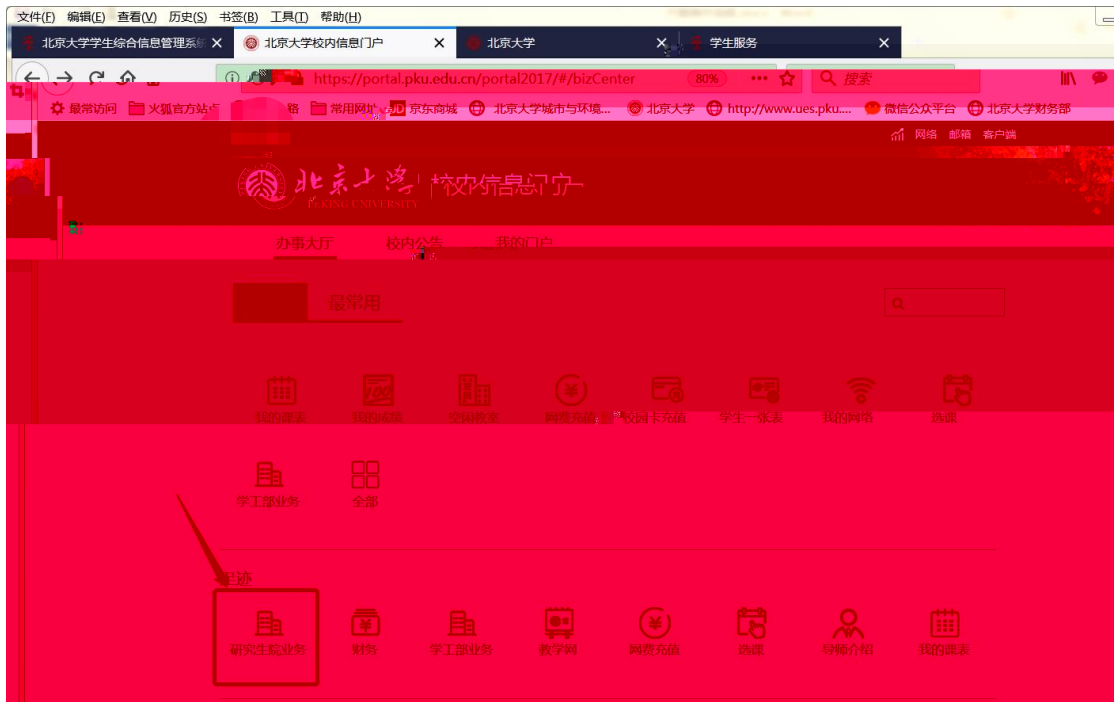 文件(F) 编辑(E) 查看(V) 历史(S) 书签(B) 工具(T) 帮助(H)
北京大学学生综合信息管理系统 北京大学校内信息门户 北京大学 学生服务
https://portal.pku.edu.cn/portal2017/#/bizCenter 80% 搜索
最常访问 火狐官方站点 常用网址 JD 京东商城 北京大学城市与环境... 北京大学 http://www.ues.pku.... 微信公众平台 北京大学财务部
网络 邮箱 客户端
北京大学 校内信息门户
PEKING UNIVERSITY
办事大厅 校内公告 我的门户
最常用
我的课表 我的成绩 空闲教室 网费充值 校园卡充值 学生一张表 我的网络 选课
学工部业务 全部
足迹
研究生院业务 财务 学工部业务 教学网 网费充值 选课 导师介绍 我的课表